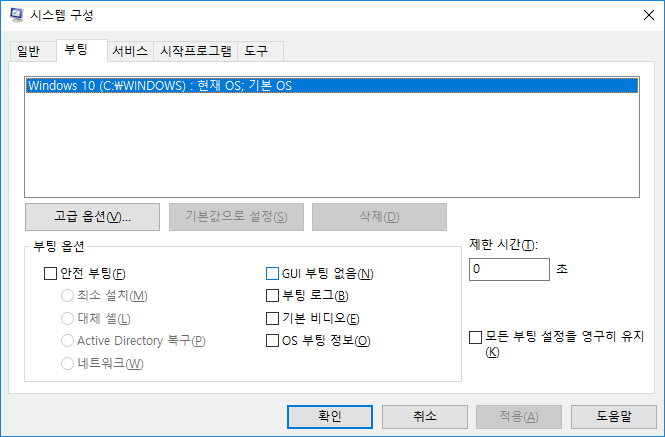 시스템 구성
일반 부팅 서비스 시작프로그램 도구
Windows 10 (C:₩WINDOWS) : 현재 OS; 기본 OS
고급 옵션(V)... 기본값으로 설정(S) 삭제(D)
부팅 옵션
제한 시간(T):
안전 부팅(F) GUI 부팅 없음(N)
0 초
최소 설치(M) 부팅 로그(B)
대체 셸(L) 기본 비디오(E)
Active Directory 복구(P) OS 부팅 정보(O)
모든 부팅 설정을 영구히 유지
(K)
네트워크(W)
확인 취소 적용(A) 도움말